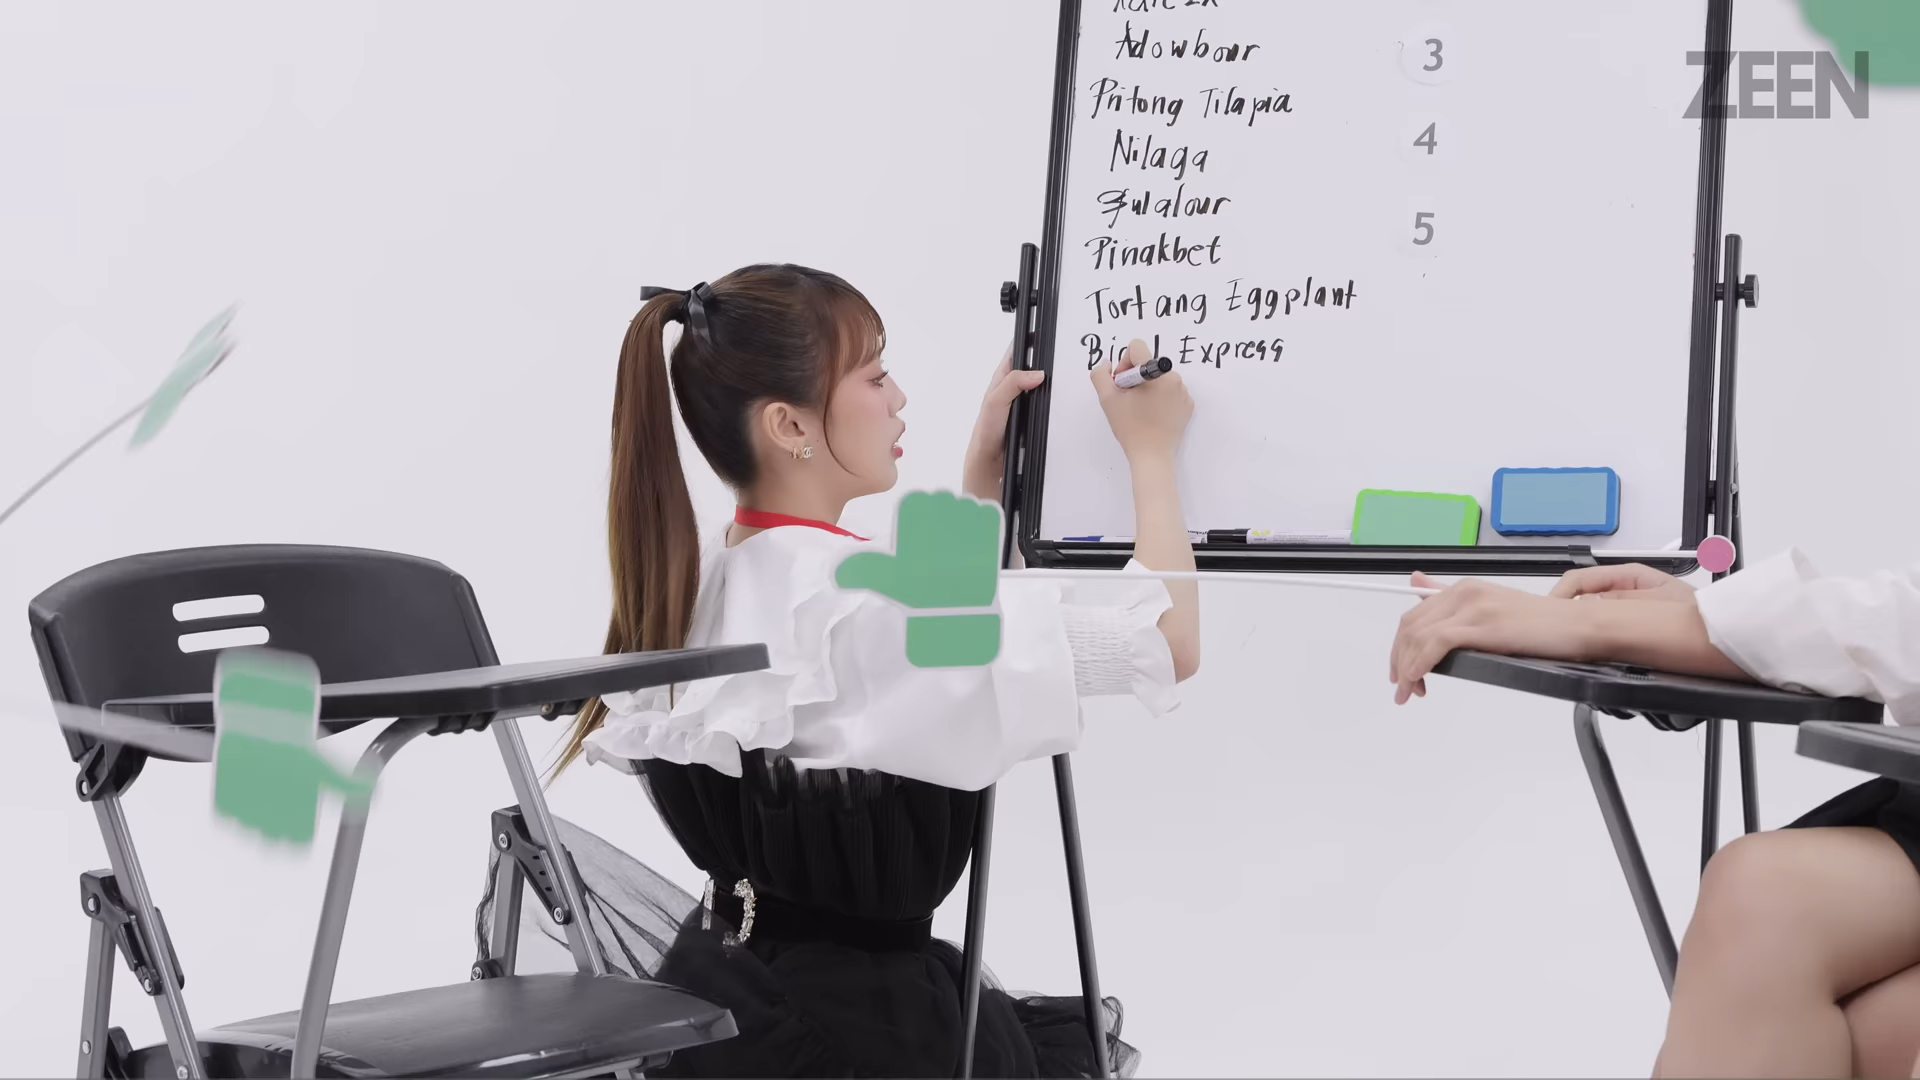 Adowbour
3
Pritong Tilapia
4
Nilaga
Sulalour
5
Pinakbet
Tortang Eggplant
Express
ZEEN